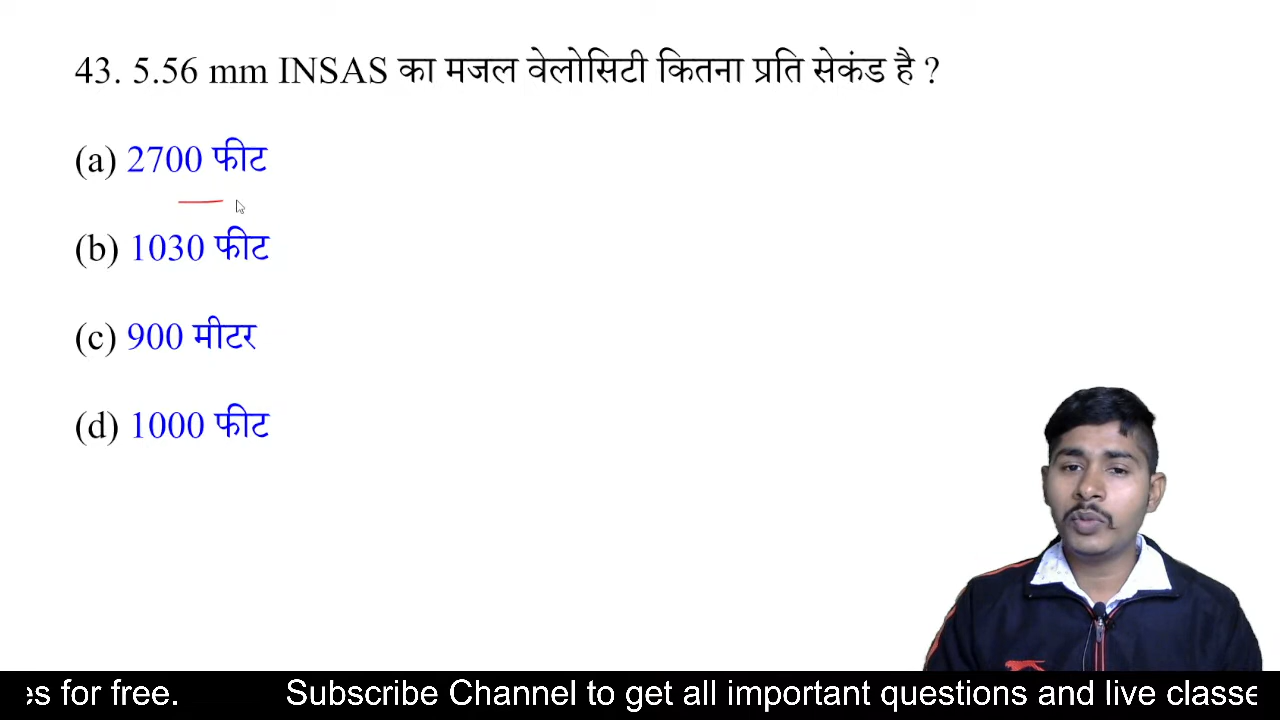 43. 5.56 mm INSAS का मजल वेलोसिटी कितना प्रति सेकंड है ?
(a) 2700 फीट
(b) 1030 फीट
(c) 900 मीटर
(d) 1000 फीट
es for free. Subscribe Channel to get all important questions and live classe